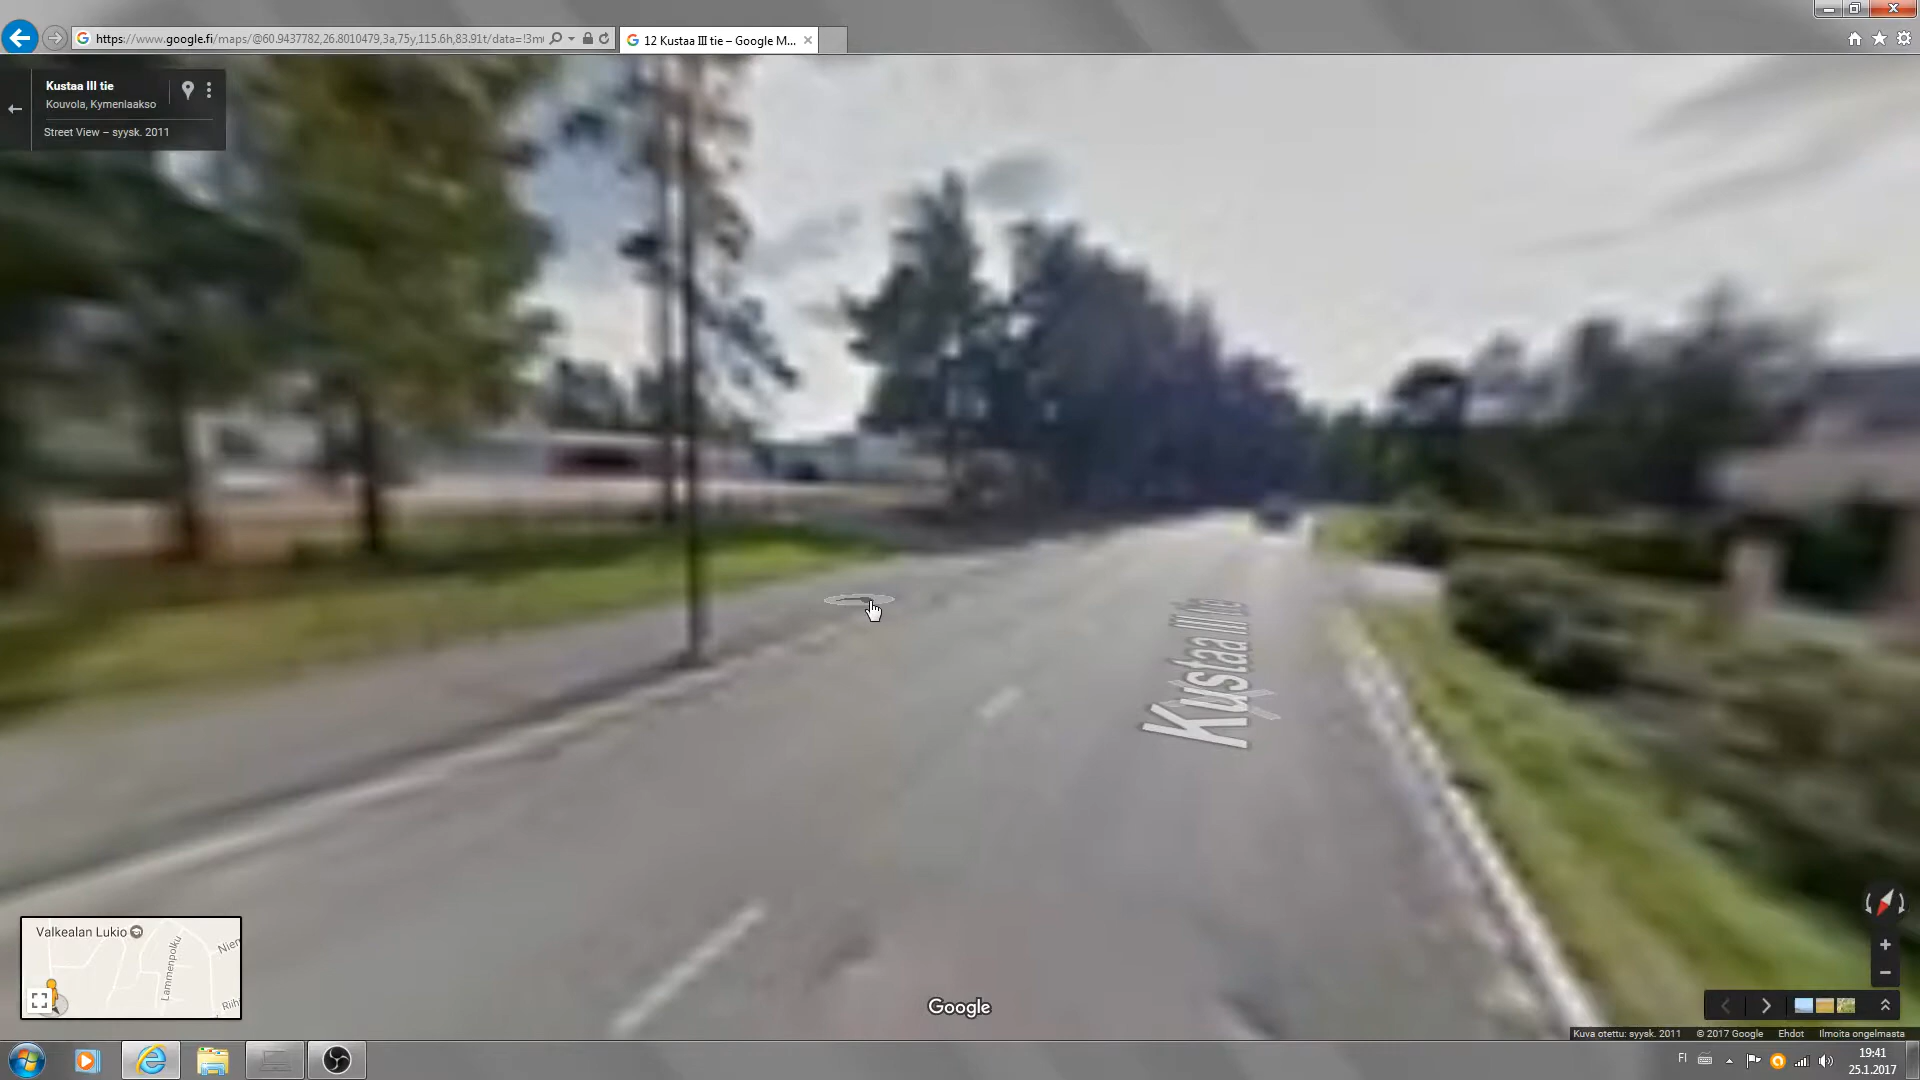 https://www.google.fi/maps/@60.9437782,26.8010479,3a,75y,115.6h,83.91t/data=!3m
12 Kustaa III tie – Google M...
Kustaa III tie
Kouvola, Kymenlaakso
Street View – syysk. 2011
Kustaa III tie
Valkealan Lukio
Lammenpolku
Nien
Riih
Google
Kuva otettu: syysk. 2011 © 2017 Google Ehdot Ilmoita ongelmasta
FI
19:41
25.1.2017